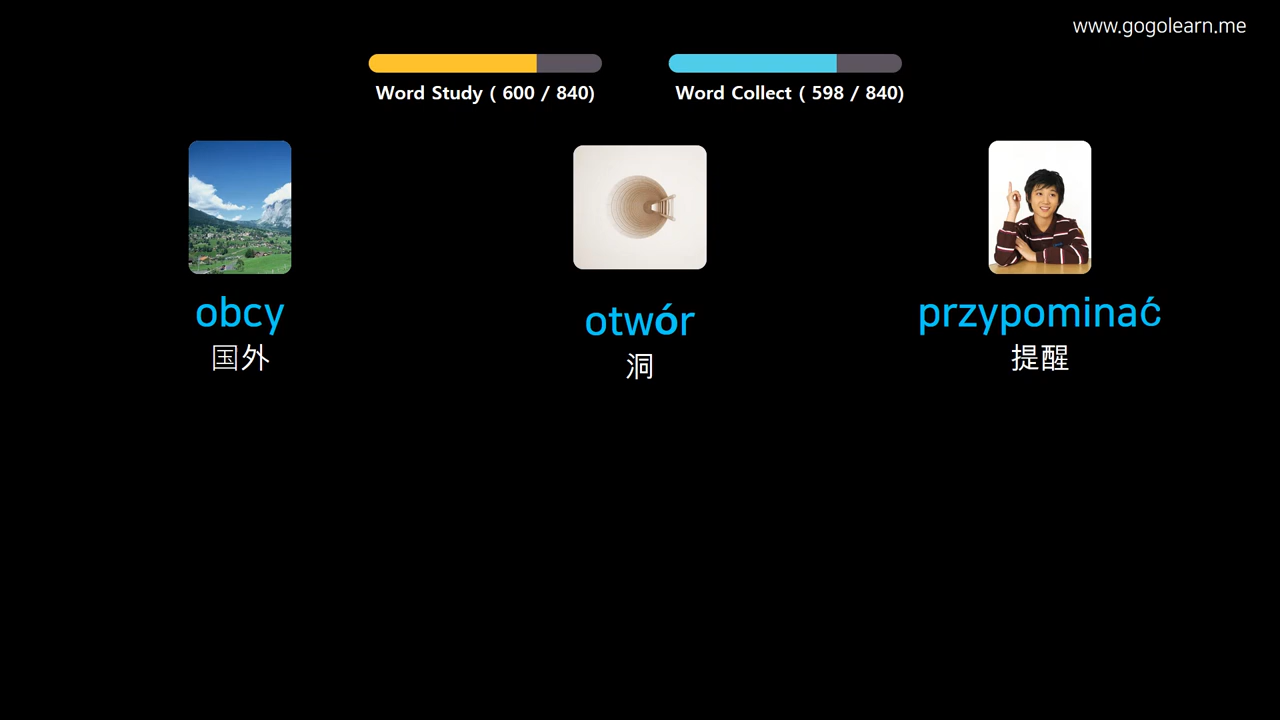 www.gogolearn.me
Word Study ( 600 / 840)
Word Collect ( 598 / 840)
obcy
国外
otwór
洞
przypominać
提醒